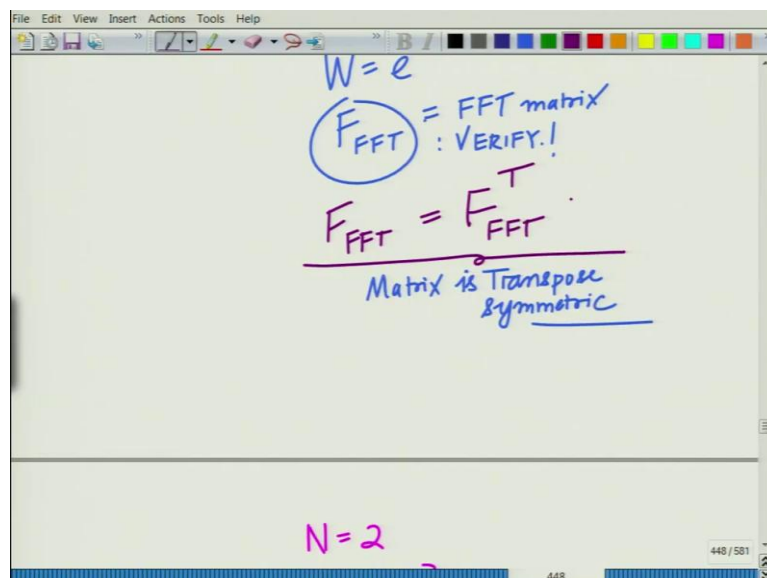 File Edit View Insert Actions Tools Help
B I
W = e
F_FFT = FFT matrix
: VERIFY!
F_FFT = F_FFT^T .
Matrix is Transpose
symmetric
N = 2
448 / 581
448